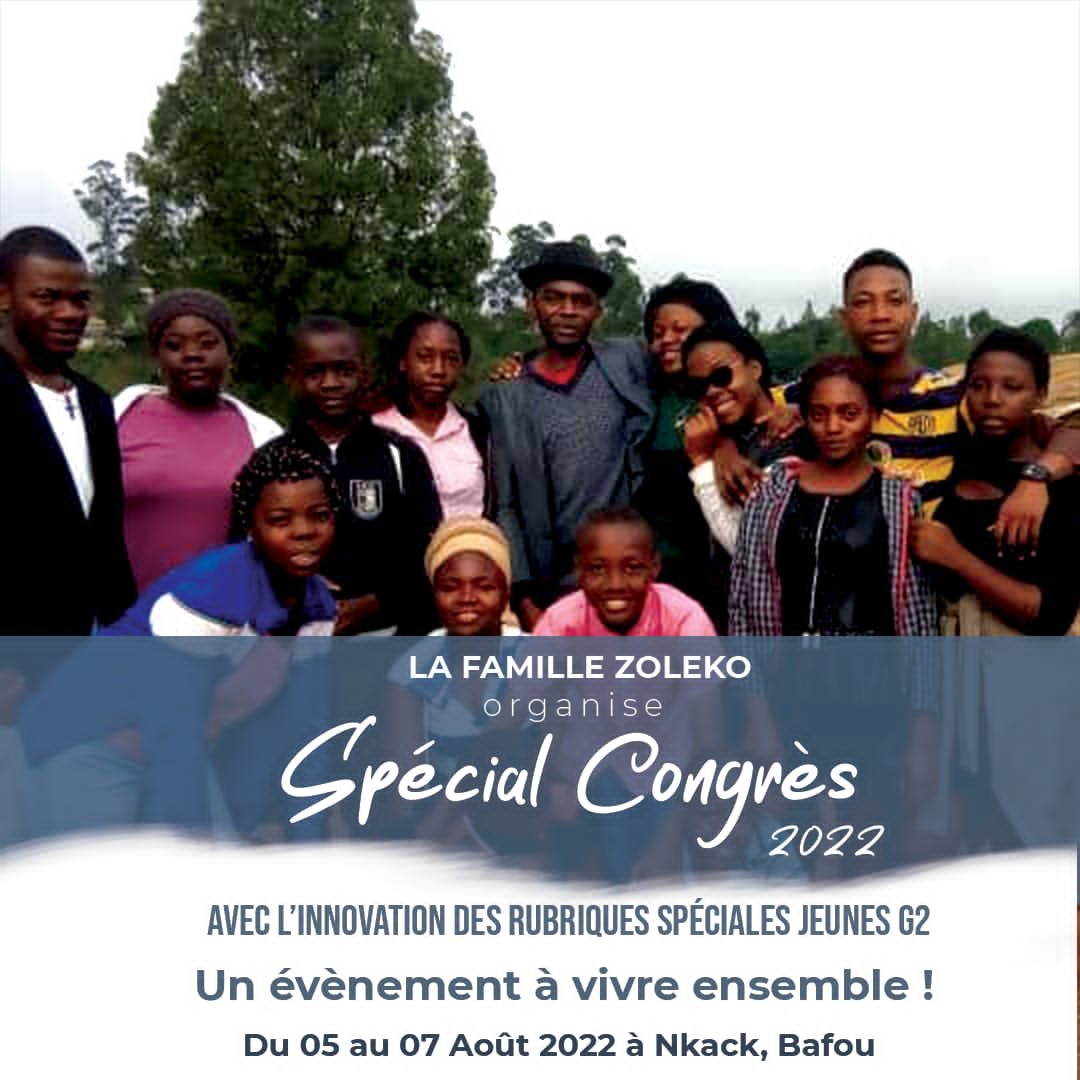 LA FAMILLE ZOLEKO
organise
Spécial Congrès
2022
AVEC L'INNOVATION DES RUBRIQUES SPÉCIALES JEUNES G2
Un évènement à vivre ensemble !
Du 05 au 07 Août 2022 à Nkack, Bafou